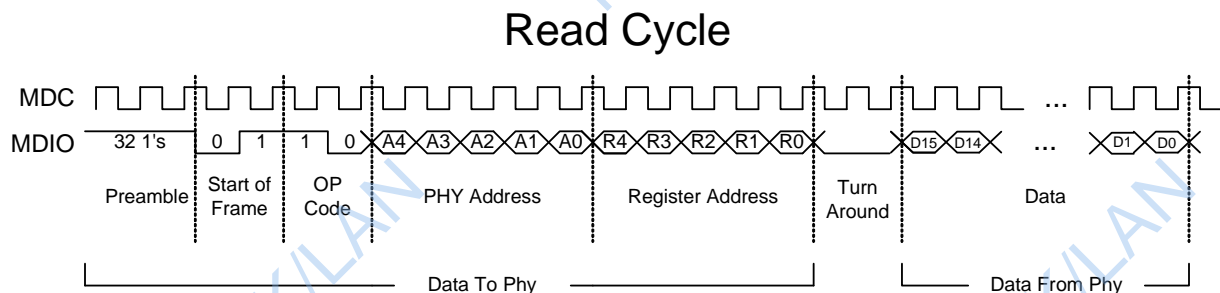 Read Cycle
MDC ...
MDIO 32 1's 0 1 1 0 A4 A3 A2 A1 A0 R4 R3 R2 R1 R0 D15 D14 ... D1 D0
Preamble Start of Frame OP Code PHY Address Register Address Turn Around Data
Data To Phy Data From Phy
X/LAN